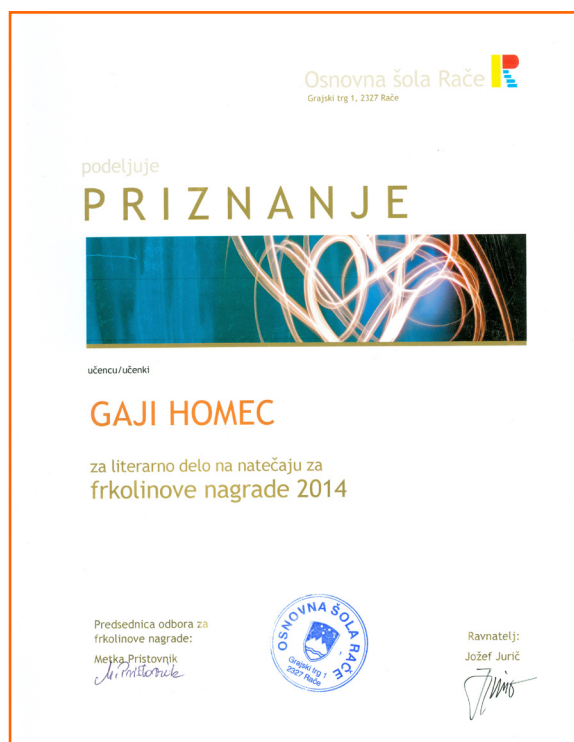 Osnovna šola Rače
Grajski trg 1, 2327 Rače
podeljuje
PRIZNANJE
učencu/učenki
GAJI HOMEC
za literarno delo na natečaju za
frkolinove nagrade 2014
Predsednica odbora za
frkolinove nagrade:
Metka Pristovnik
M. Pristovnik
OSNOVNA ŠOLA RAČE
Grajski trg 1
2327 Rače
Ravnatelj:
Jožef Jurič